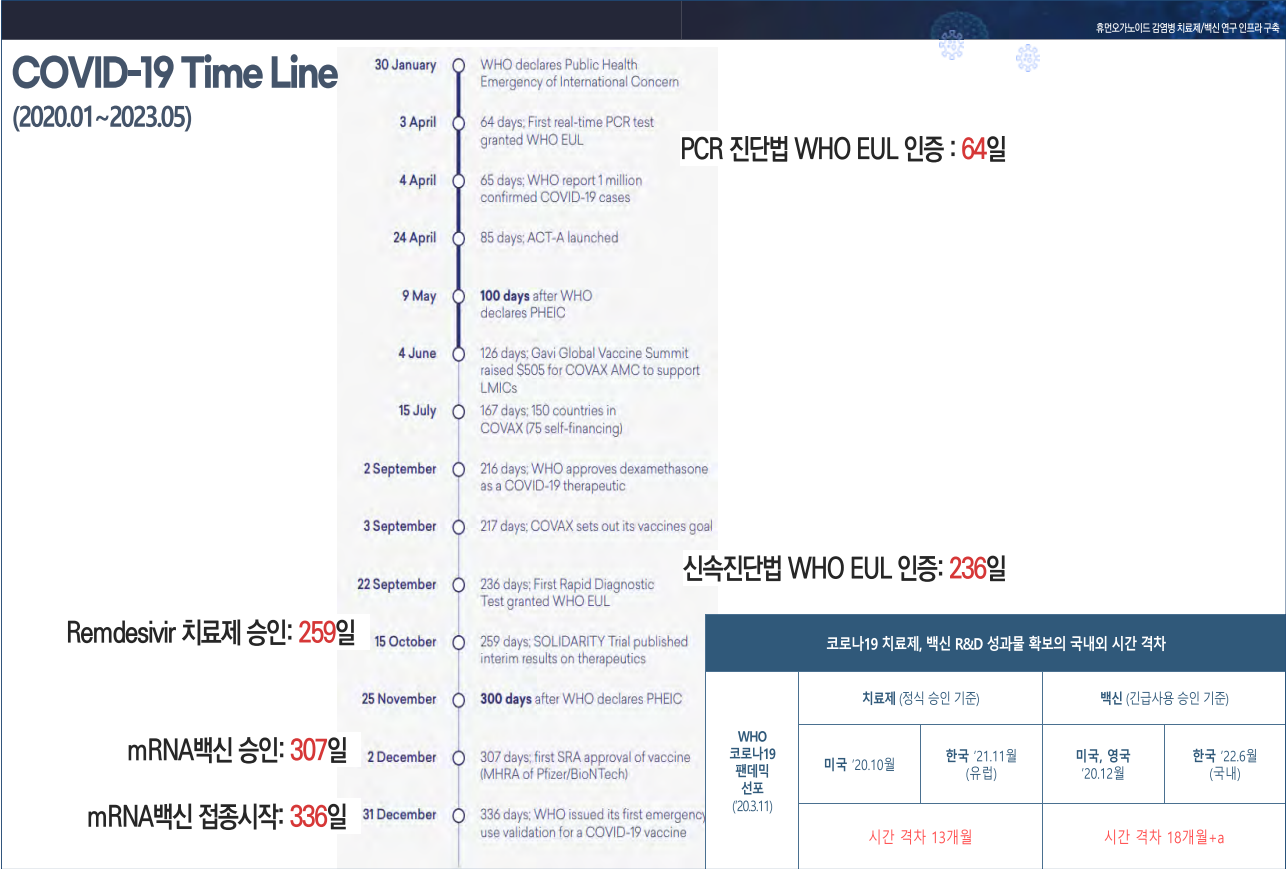 휴먼오가노이드 감염병 치료제/백신 연구 인프라 구축
COVID-19 Time Line
(2020.01~2023.05)
30 January
WHO declares Public Health
Emergency of International Concern
3 April
64 days; First real-time PCR test
granted WHO EUL
PCR 진단법 WHO EUL 인증 : 64일
4 April
65 days; WHO report 1 million
confirmed COVID-19 cases
24 April
85 days; ACT-A launched
9 May
100 days after WHO
declares PHEIC
4 June
126 days; Gavi Global Vaccine Summit
raised $505 for COVAX AMC to support
LMICs
15 July
167 days; 150 countries in
COVAX (75 self-financing)
2 September
216 days; WHO approves dexamethasone
as a COVID-19 therapeutic
3 September
217 days; COVAX sets out its vaccines goal
신속진단법 WHO EUL 인증: 236일
22 September
236 days; First Rapid Diagnostic
Test granted WHO EUL
Remdesivir 치료제 승인: 259일
15 October
259 days; SOLIDARITY Trial published
interim results on therapeutics
25 November
300 days after WHO declares PHEIC
mRNA백신 승인: 307일
2 December
307 days; first SRA approval of vaccine
(MHRA of Pfizer/BioNTech)
mRNA백신 접종시작: 336일
31 December
336 days; WHO issued its first emergency
use validation for a COVID-19 vaccine
코로나19 치료제, 백신 R&D 성과물 확보의 국내외 시간 격차
WHO
코로나19
팬데믹
선포
('20.3.11)
치료제 (정식 승인 기준)
백신 (긴급사용 승인 기준)
미국 '20.10월
한국 '21.11월
(유럽)
미국, 영국
'20.12월
한국 '22.6월
(국내)
시간 격차 13개월
시간 격차 18개월+a